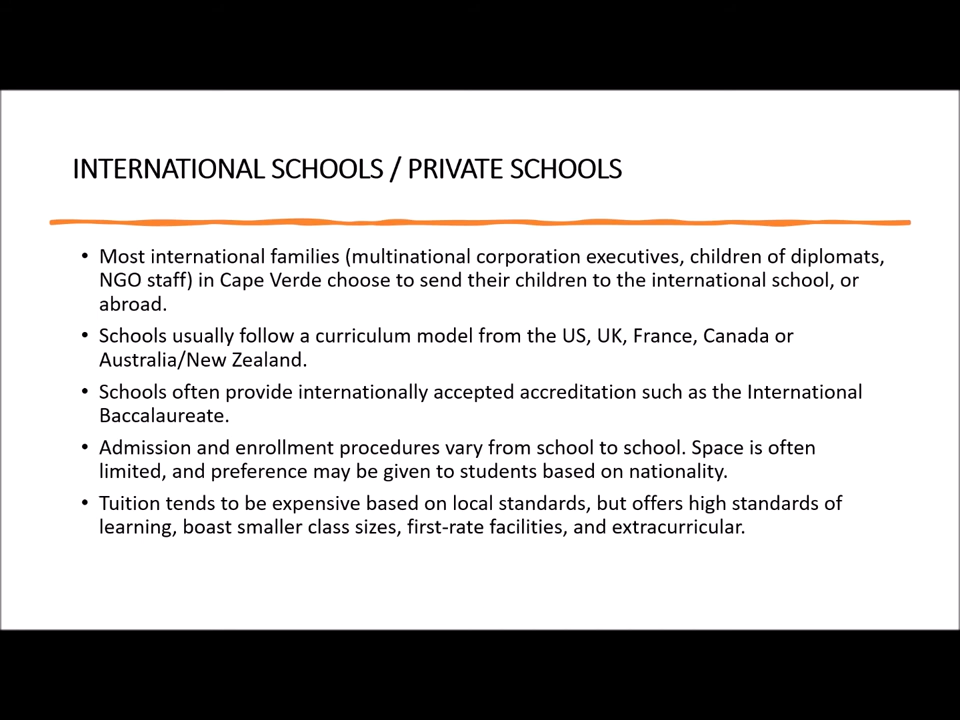 INTERNATIONAL SCHOOLS / PRIVATE SCHOOLS
• Most international families (multinational corporation executives, children of diplomats,
NGO staff) in Cape Verde choose to send their children to the international school, or
abroad.
• Schools usually follow a curriculum model from the US, UK, France, Canada or
Australia/New Zealand.
• Schools often provide internationally accepted accreditation such as the International
Baccalaureate.
• Admission and enrollment procedures vary from school to school. Space is often
limited, and preference may be given to students based on nationality.
• Tuition tends to be expensive based on local standards, but offers high standards of
learning, boast smaller class sizes, first-rate facilities, and extracurricular.